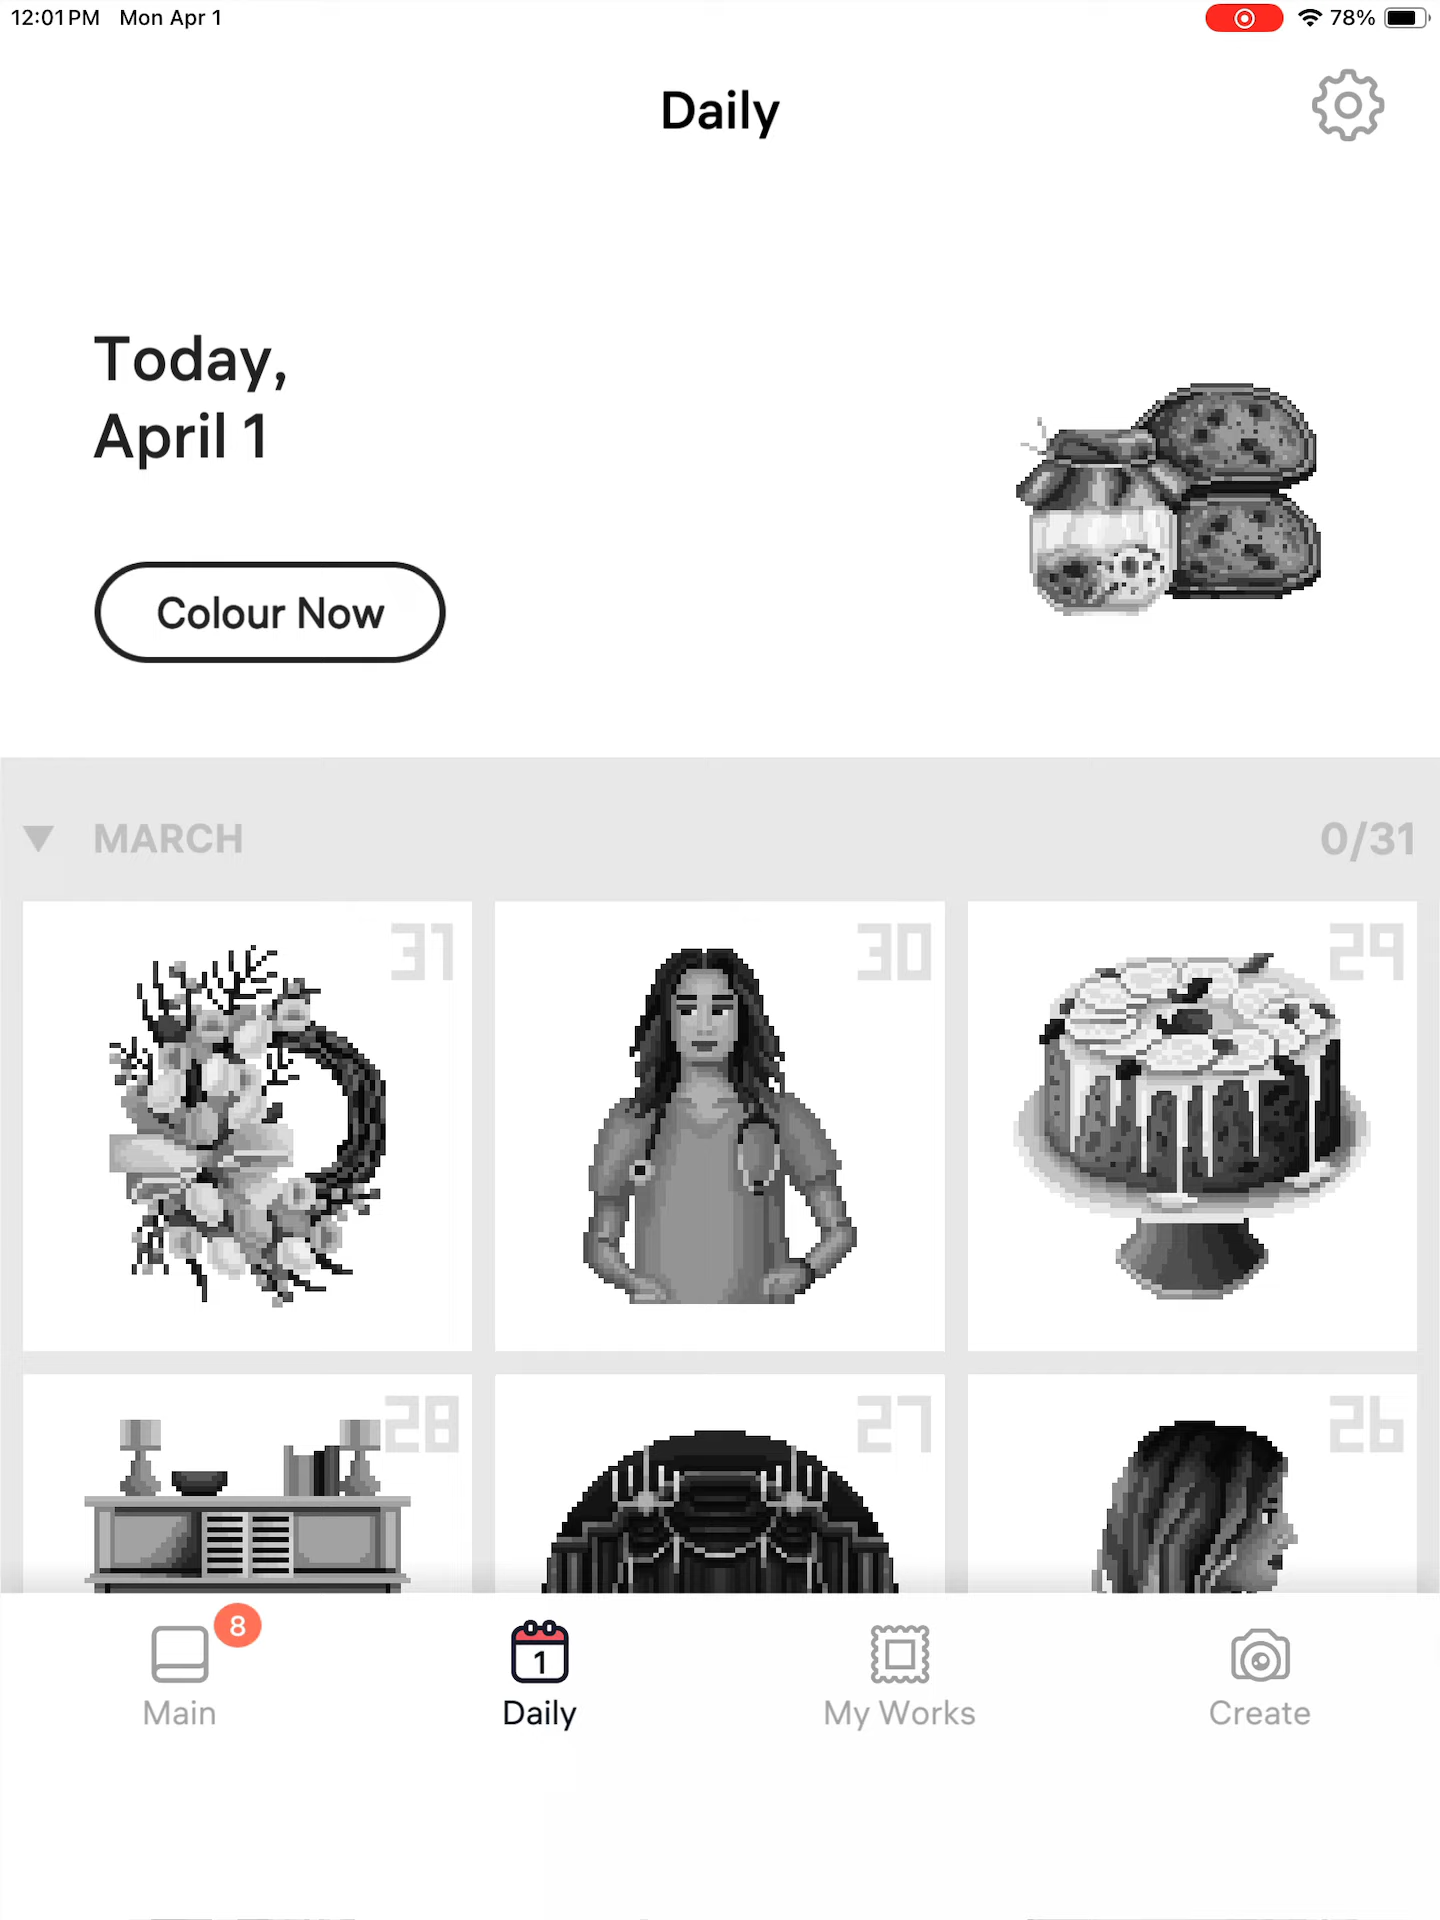 12:01 PM Mon Apr 1 78%
Daily
Today,
April 1
Colour Now
MARCH 0/31
31 30 29
28 27 26
8
1
Main Daily My Works Create